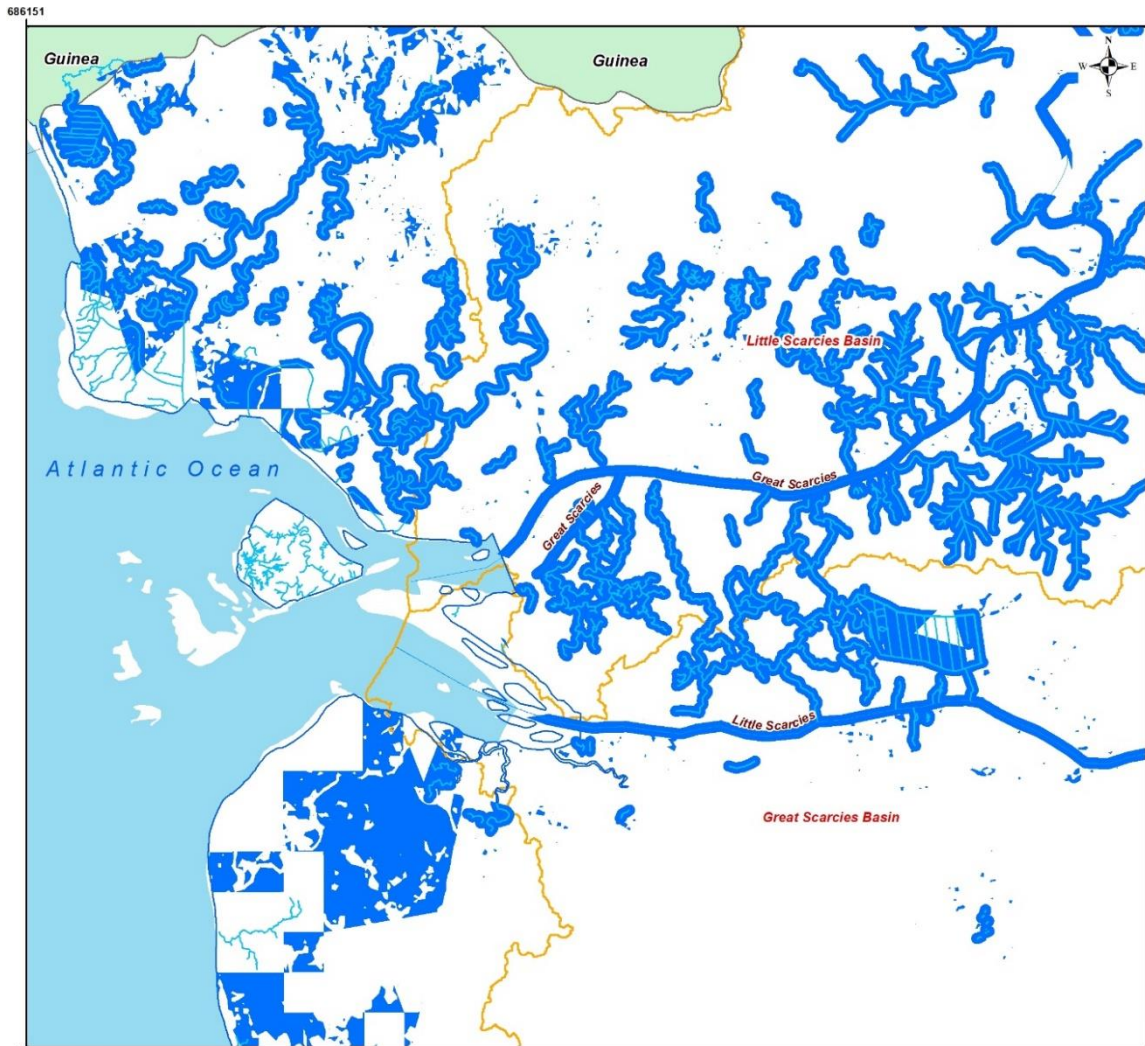 686151
Guinea
Guinea
N
W E
S
Little Scarcies Basin
Atlantic Ocean
Great Scarcies
Great Scarcies
Little Scarcies
Great Scarcies Basin